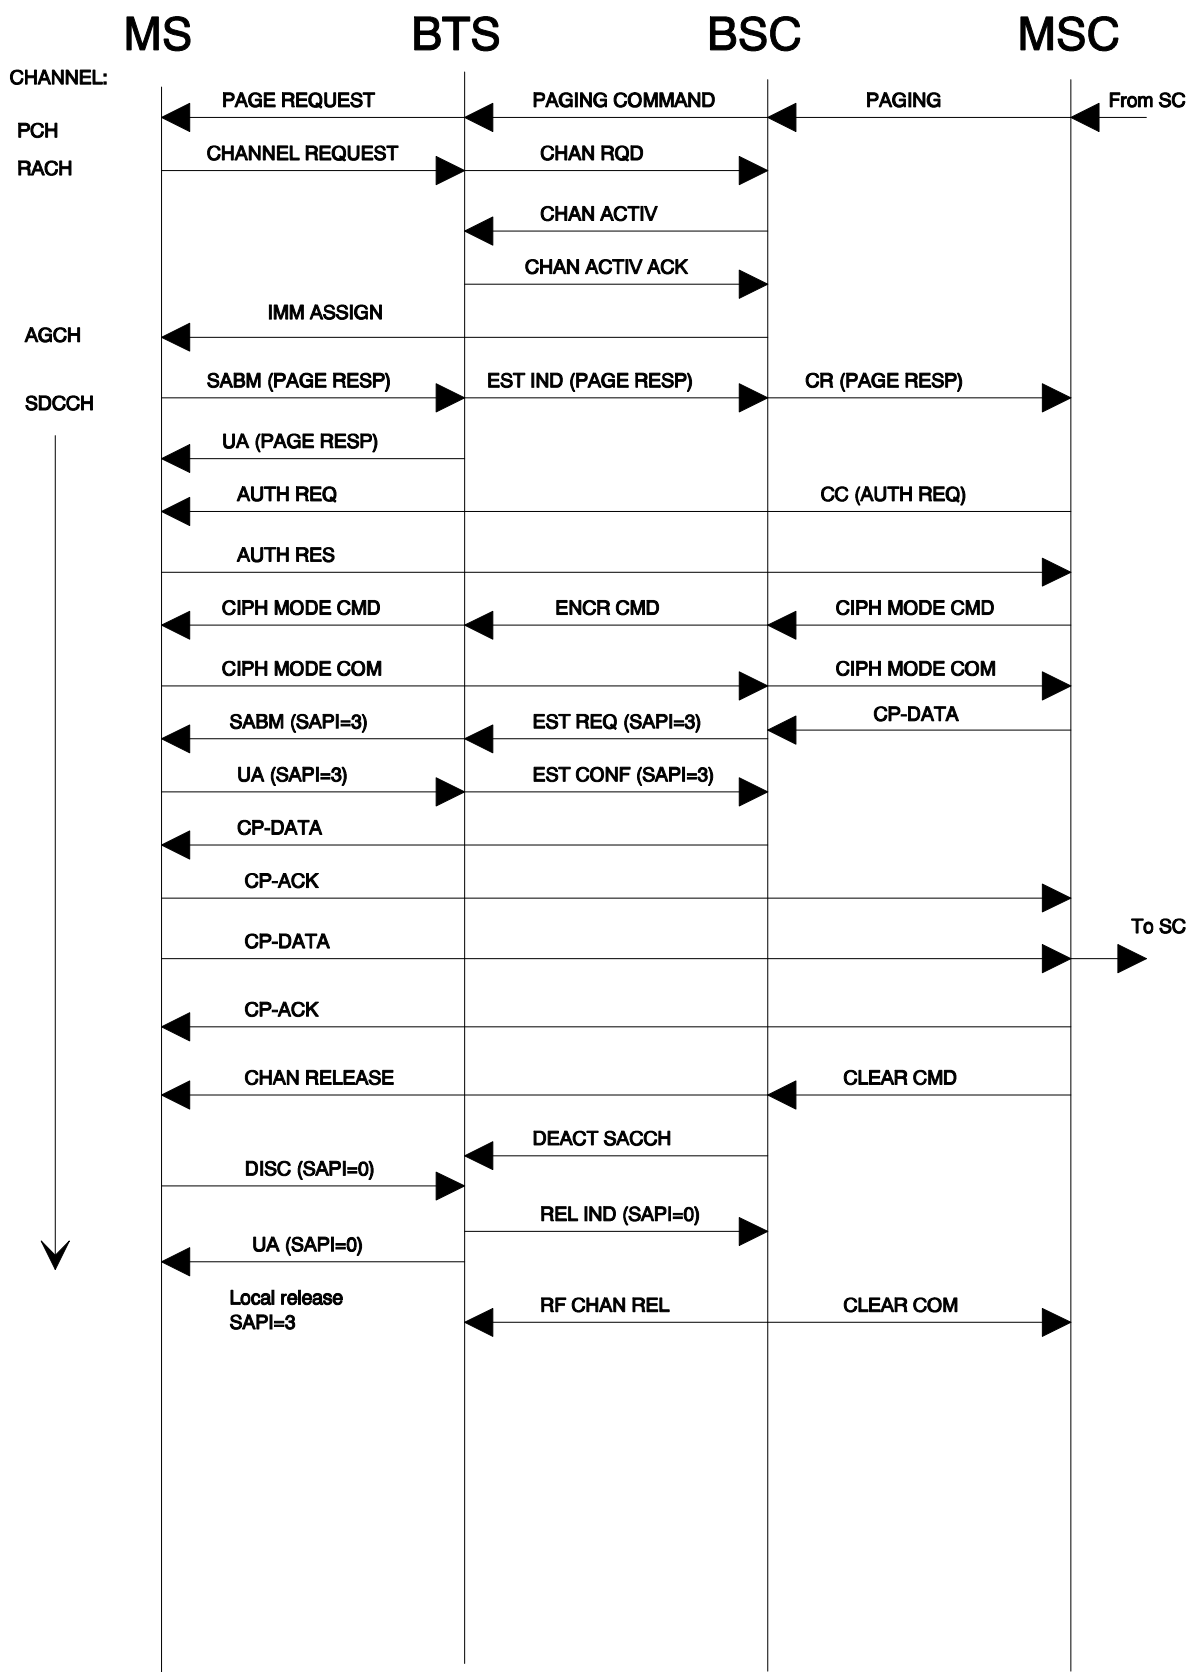 MS BTS BSC MSC
CHANNEL:
PAGE REQUEST PAGING COMMAND PAGING From SC
PCH
CHANNEL REQUEST CHAN RQD
RACH
CHAN ACTIV
CHAN ACTIV ACK
IMM ASSIGN
AGCH
SABM (PAGE RESP) EST IND (PAGE RESP) CR (PAGE RESP)
SDCCH
UA (PAGE RESP)
AUTH REQ CC (AUTH REQ)
AUTH RES
CIPH MODE CMD ENCR CMD CIPH MODE CMD
CIPH MODE COM CIPH MODE COM
CP-DATA
SABM (SAPI=3) EST REQ (SAPI=3)
UA (SAPI=3) EST CONF (SAPI=3)
CP-DATA
CP-ACK
To SC
CP-DATA
CP-ACK
CHAN RELEASE CLEAR CMD
DEACT SACCH
DISC (SAPI=0)
REL IND (SAPI=0)
UA (SAPI=0)
Local release
SAPI=3
RF CHAN REL CLEAR COM